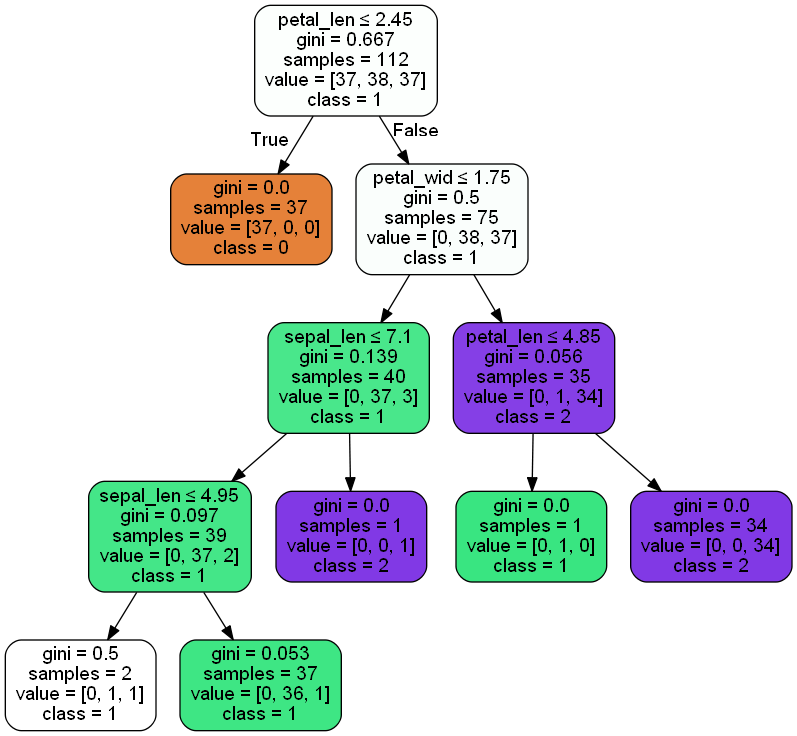 petal_len ≤ 2.45
gini = 0.667
samples = 112
value = [37, 38, 37]
class = 1
True
False
gini = 0.0
samples = 37
value = [37, 0, 0]
class = 0
petal_wid ≤ 1.75
gini = 0.5
samples = 75
value = [0, 38, 37]
class = 1
sepal_len ≤ 7.1
gini = 0.139
samples = 40
value = [0, 37, 3]
class = 1
petal_len ≤ 4.85
gini = 0.056
samples = 35
value = [0, 1, 34]
class = 2
sepal_len ≤ 4.95
gini = 0.097
samples = 39
value = [0, 37, 2]
class = 1
gini = 0.0
samples = 1
value = [0, 0, 1]
class = 2
gini = 0.0
samples = 1
value = [0, 1, 0]
class = 1
gini = 0.0
samples = 34
value = [0, 0, 34]
class = 2
gini = 0.5
samples = 2
value = [0, 1, 1]
class = 1
gini = 0.053
samples = 37
value = [0, 36, 1]
class = 1